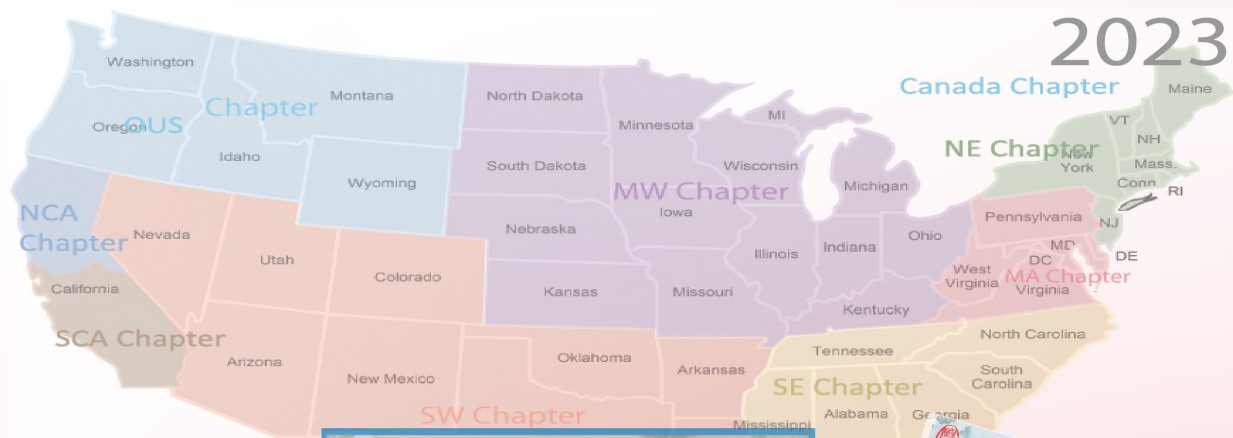 2023
Canada Chapter
Washington
Maine
Montana
North Dakota
Chapter
MI
VT
Minnesota
Oregon
OUS
NH
NE Chapter
New
York
Idaho
South Dakota
Wisconsin
Mass.
Wyoming
Michigan
Conn
RI
MW Chapter
Iowa
NCA
Chapter
Pennsylvania
NJ
Nevada
Nebraska
Ohio
Indiana
MD
Utah
Illinois
DC
DE
Colorado
West
Virginia
MA Chapter
Virginia
California
Kansas
Missouri
Kentucky
SCA Chapter
North Carolina
Tennessee
Oklahoma
Arizona
Arkansas
South
Carolina
New Mexico
SE Chapter
SW Chapter
Alabama
Georgia
Mississippi